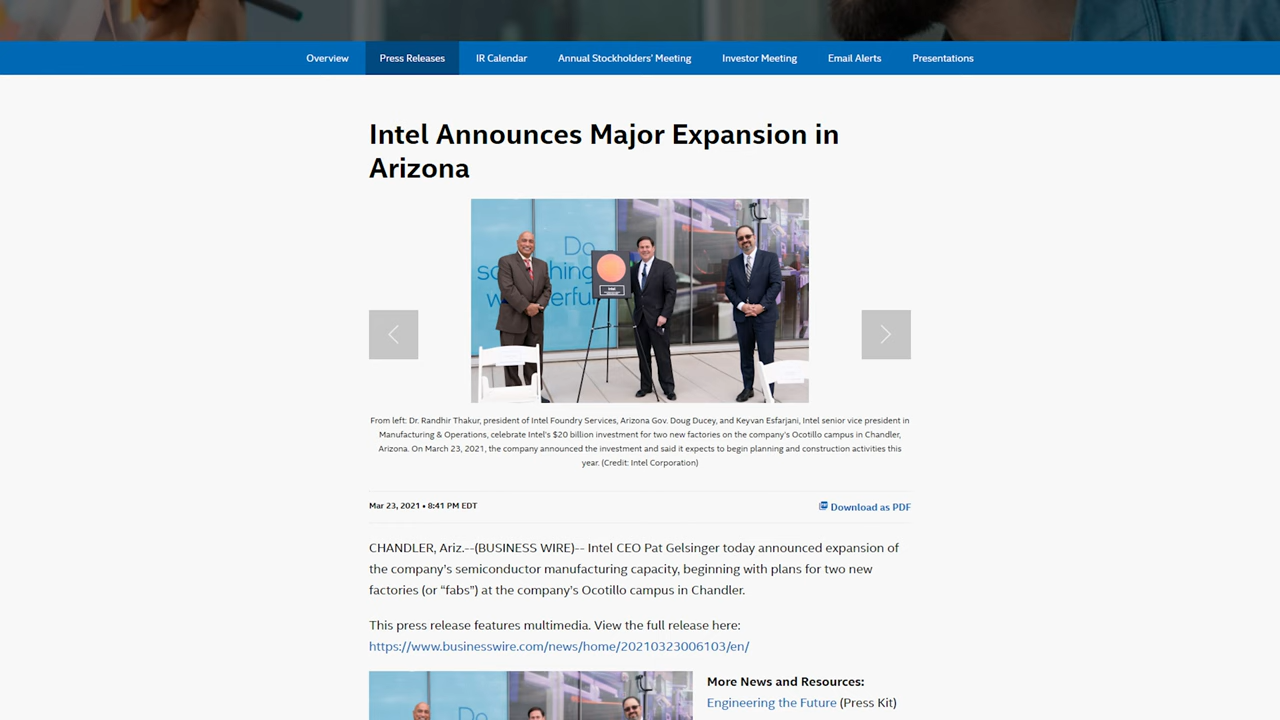 Overview Press Releases IR Calendar Annual Stockholders' Meeting Investor Meeting Email Alerts Presentations
Intel Announces Major Expansion in
Arizona
Do
wonderful
intel
From left: Dr. Randhir Thakur, president of Intel Foundry Services, Arizona Gov. Doug Ducey, and Keyvan Esfarjani, Intel senior vice president in
Manufacturing & Operations, celebrate Intel's $20 billion investment for two new factories on the company's Ocotillo campus in Chandler,
Arizona. On March 23, 2021, the company announced the investment and said it expects to begin planning and construction activities this
year. (Credit: Intel Corporation)
Mar 23, 2021 • 8:41 PM EDT
Download as PDF
CHANDLER, Ariz.--(BUSINESS WIRE)-- Intel CEO Pat Gelsinger today announced expansion of
the company's semiconductor manufacturing capacity, beginning with plans for two new
factories (or “fabs”) at the company's Ocotillo campus in Chandler.
This press release features multimedia. View the full release here:
https://www.businesswire.com/news/home/20210323006103/en/
Do
More News and Resources:
Engineering the Future (Press Kit)